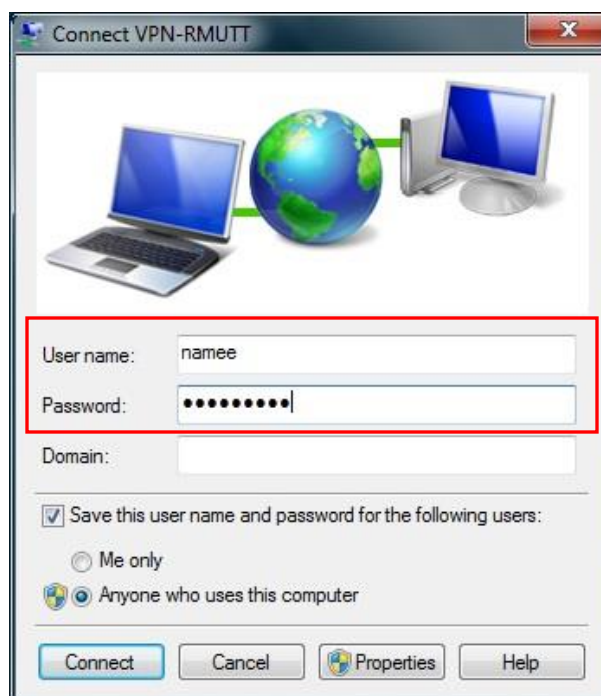 Connect VPN-RMUTT
User name: namee
Password: •••••••••
Domain:
Save this user name and password for the following users:
Me only
Anyone who uses this computer
Connect Cancel Properties Help